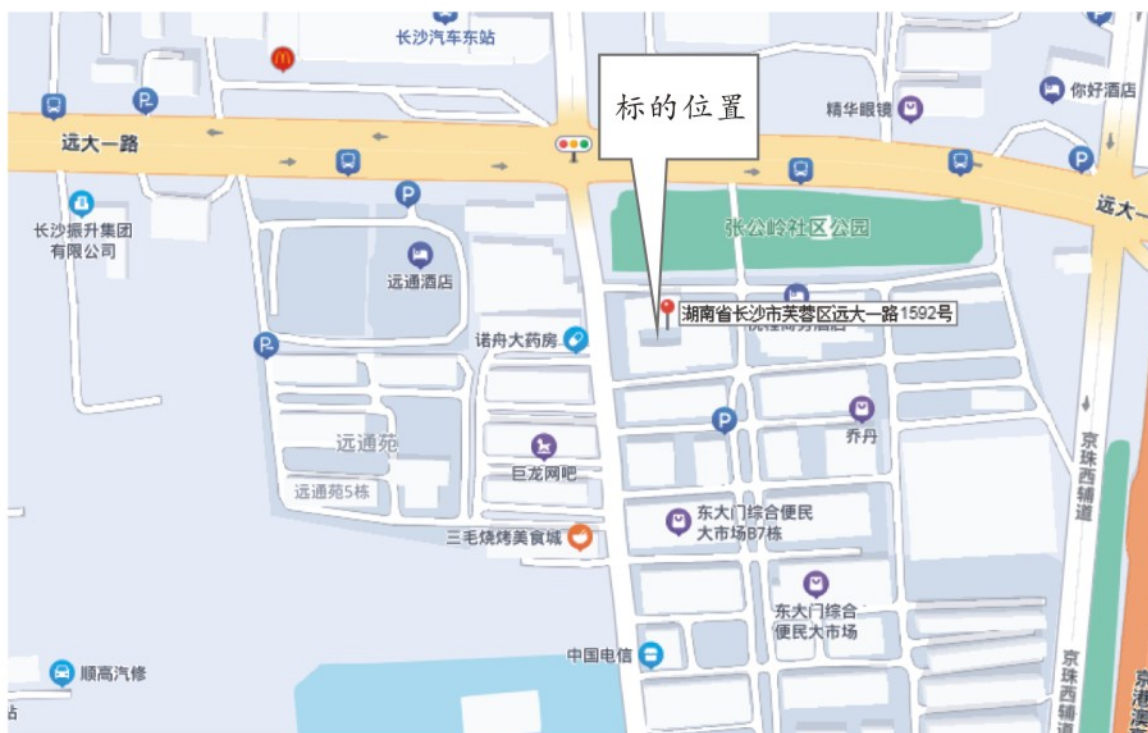 长沙汽车东站
标的位置
你好酒店
精华眼镜
远大一路
远大一
长沙振升集团
有限公司
张公岭社区公园
远通酒店
湖南省长沙市芙蓉区远大一路1592号
诺舟大药房
乔丹
远通苑
京珠西辅道
巨龙网吧
远通苑5栋
东大门综合便民
大市场B7栋
三毛烧烤美食城
东大门综合
便民大市场
中国电信
京珠西辅道
顺高汽修
京港澳
站